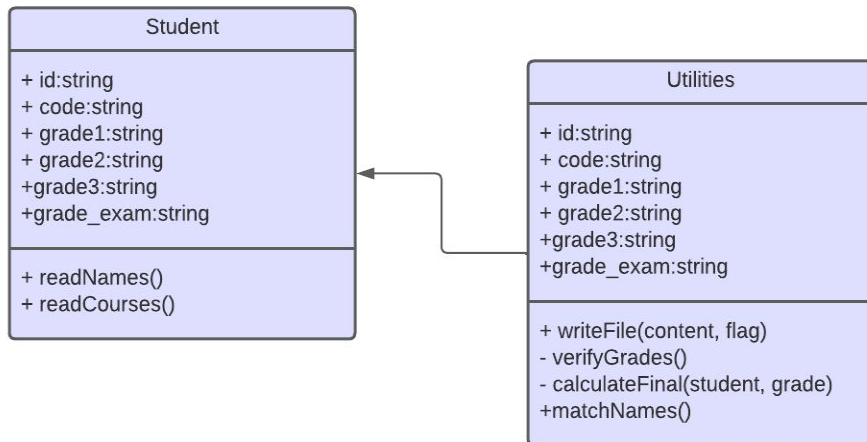 Student
+ id:string
+ code:string
+ grade1:string
+ grade2:string
+grade3:string
+grade_exam:string
+ readNames()
+ readCourses()
Utilities
+ id:string
+ code:string
+ grade1:string
+ grade2:string
+grade3:string
+grade_exam:string
+ writeFile(content, flag)
- verifyGrades()
- calculateFinal(student, grade)
+matchNames()